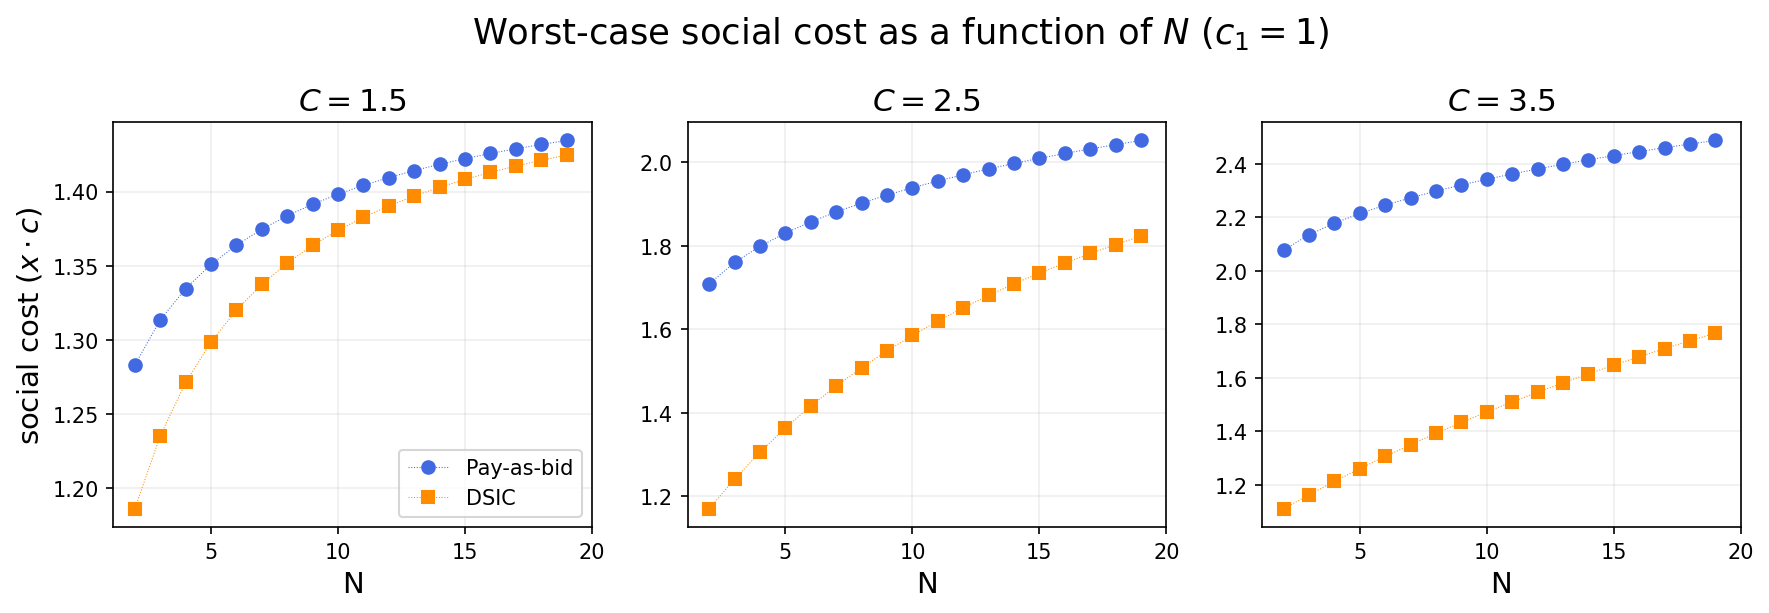 Worst-case social cost as a function of N (c₁ = 1)
C = 1.5
C = 2.5
C = 3.5
social cost (x · c)
1.40
1.35
1.30
1.25
1.20
Pay-as-bid
DSIC
5 10 15 20
N
2.0
1.8
1.6
1.4
1.2
5 10 15 20
N
2.4
2.2
2.0
1.8
1.6
1.4
1.2
5 10 15 20
N